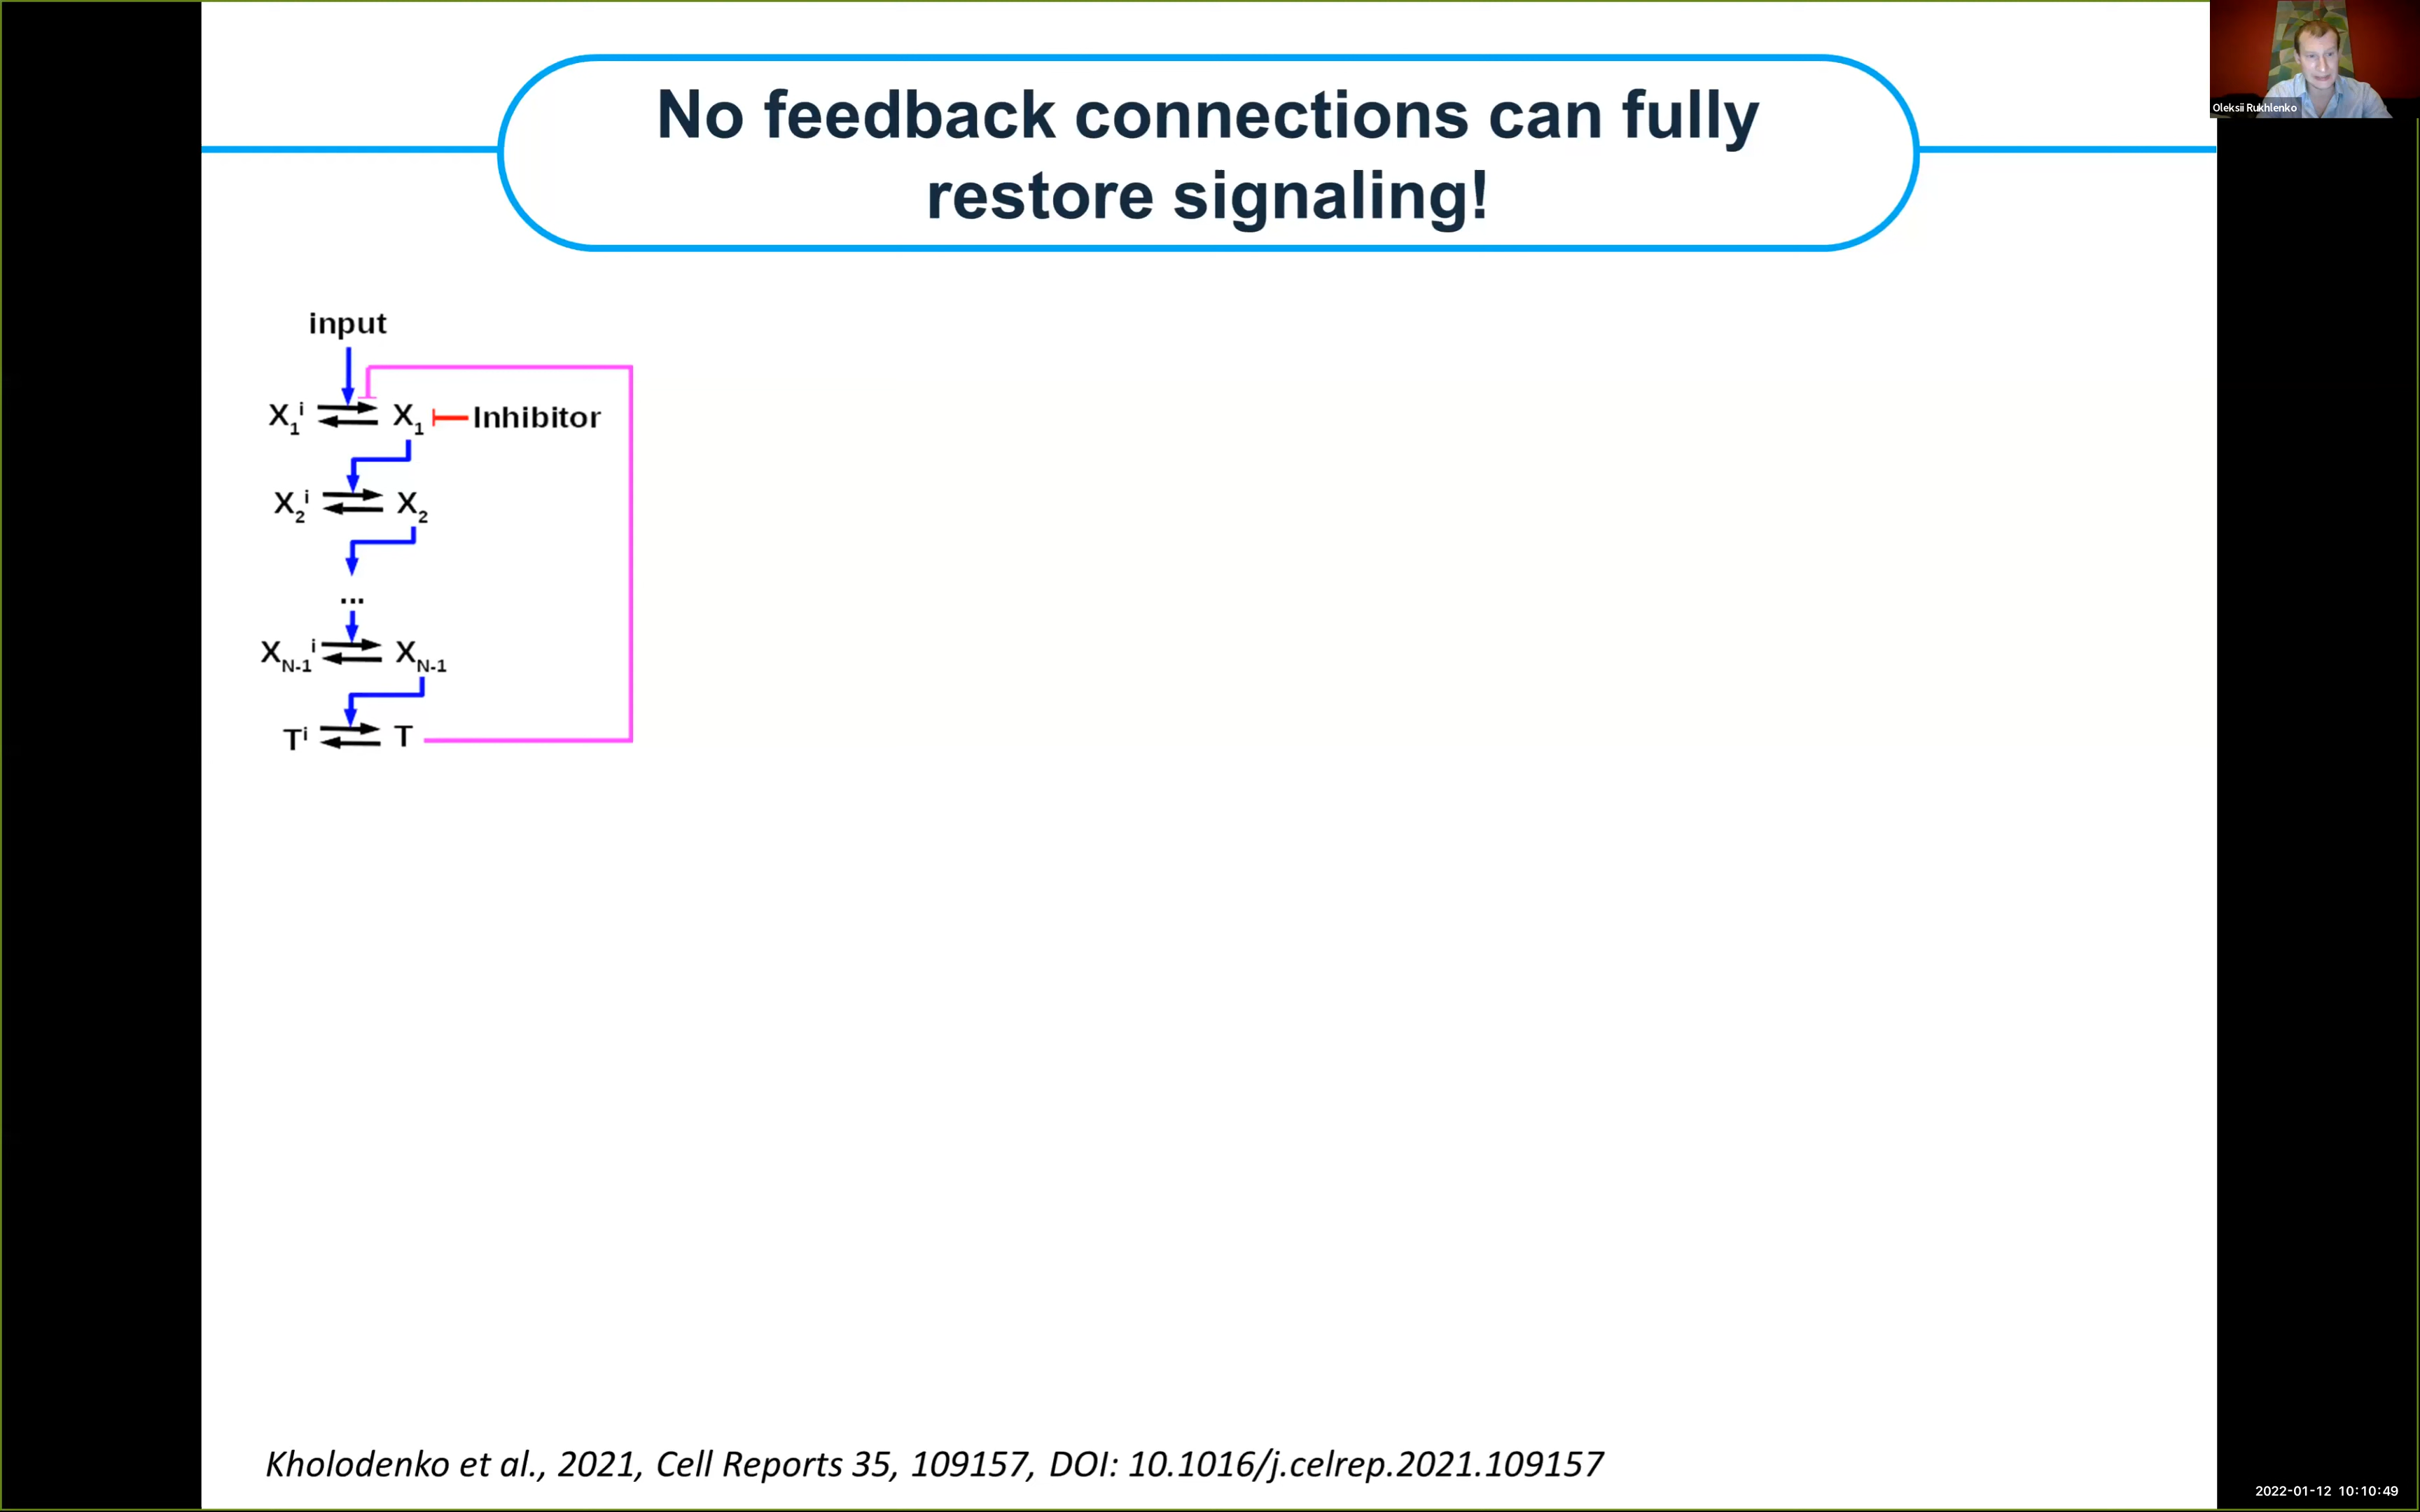 No feedback connections can fully
restore signaling!
Oleksii Rukhlenko
input
X1i X1 Inhibitor
X2i X2
...
XN-1i XN-1
Ti T
Kholodenko et al., 2021, Cell Reports 35, 109157, DOI: 10.1016/j.celrep.2021.109157
2022-01-12 10:10:49